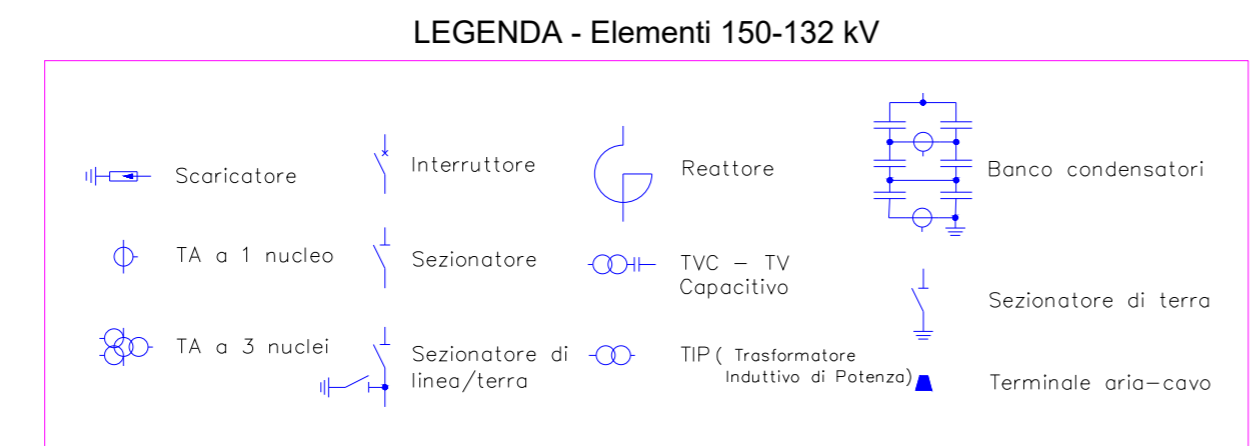 LEGENDA - Elementi 150-132 kV
Scaricatore
Interruttore
Reattore
Banco condensatori
TA a 1 nucleo
Sezionatore
TVC – TV
Capacitivo
Sezionatore di terra
TA a 3 nuclei
Sezionatore di
linea/terra
TIP ( Trasformatore
Induttivo di Potenza)
Terminale aria-cavo